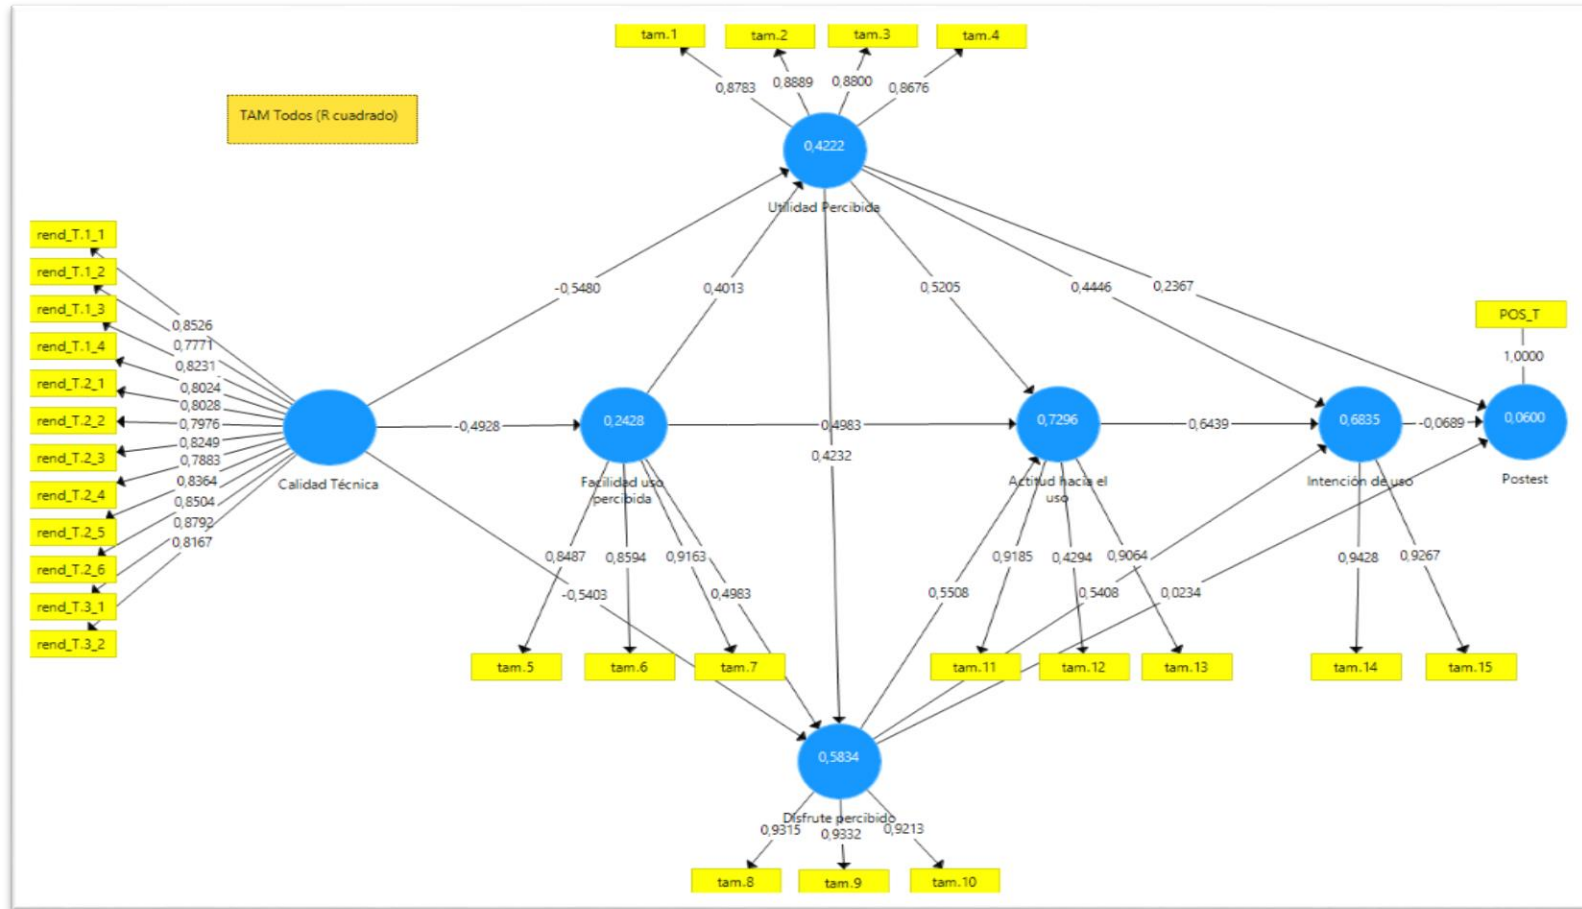 tam.1
tam.2
tam.3
tam.4
0,8783
0,8889
0,8800
0,8676
TAM Todos (R cuadrado)
0,4222
Utilidad Percibida
rend_T.1_1
rend_T.1_2
rend_T.1_3
rend_T.1_4
rend_T.2_1
rend_T.2_2
rend_T.2_3
rend_T.2_4
rend_T.2_5
rend_T.2_6
rend_T.3_1
rend_T.3_2
0,8526
0,7771
0,8231
0,8024
0,8028
0,7976
0,8249
0,7883
0,8364
0,8504
0,8792
0,8167
-0,5480
0,4013
0,5205
0,4446
0,2367
POS_T
1,0000
Calidad Técnica
-0,4928
0,2428
Facilidad uso
percibida
0,4983
0,4232
0,7296
Actitud hacia el
uso
0,6439
0,6835
Intención de uso
-0,0689
0,0600
Postest
0,8487
0,8594
0,9163
0,4983
-0,5403
0,5508
0,9185
0,4294
0,9064
0,5408
0,0234
0,9428
0,9267
tam.5
tam.6
tam.7
tam.11
tam.12
tam.13
tam.14
tam.15
0,5834
Disfrute percibido
0,9315
0,9332
0,9213
tam.8
tam.9
tam.10